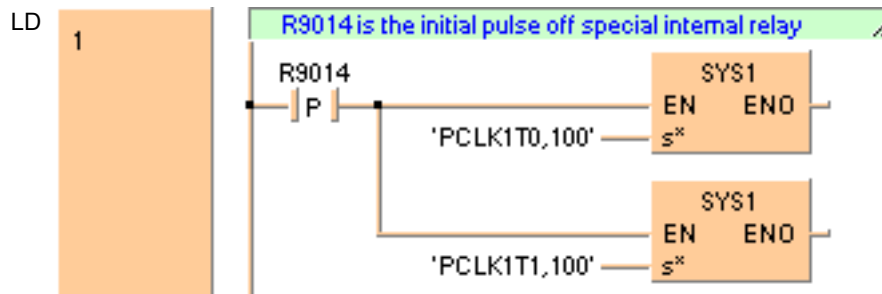 LD
1
R9014 is the initial pulse off special internal relay
R9014
P
SYS1
EN ENO
'PCLK1T0,100' s*
SYS1
EN ENO
'PCLK1T1,100' s*